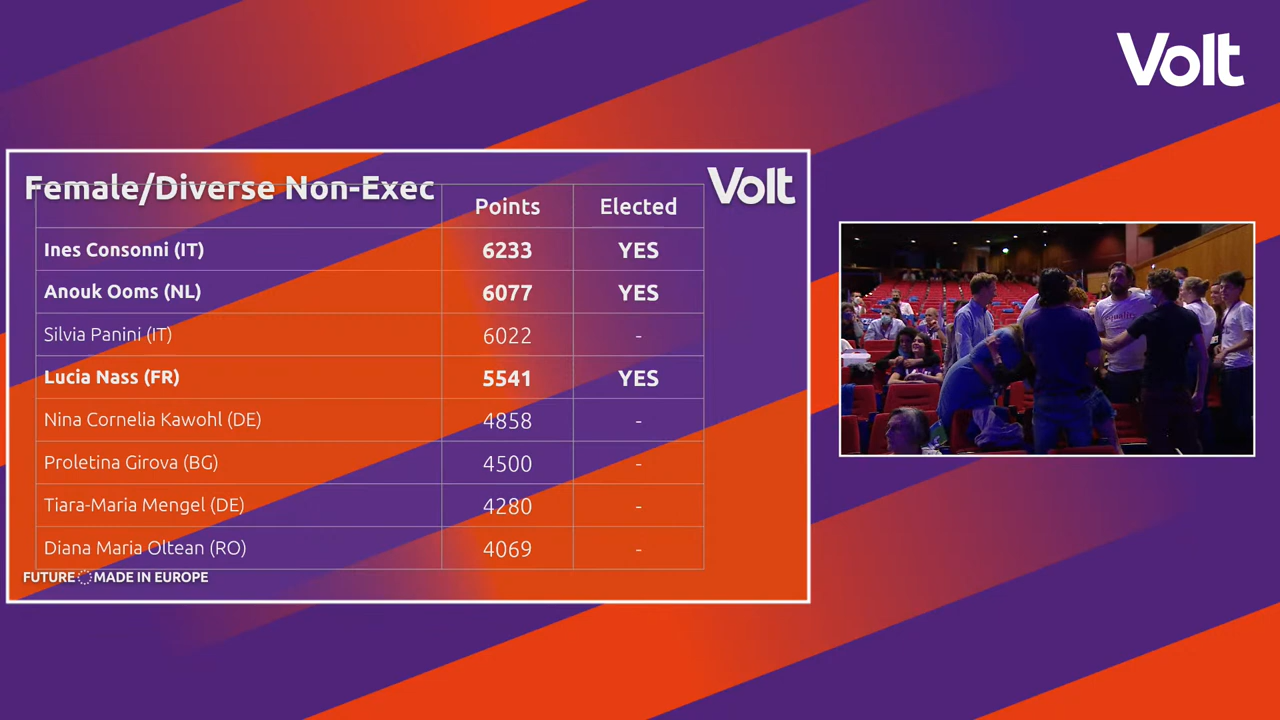 Volt
Female/Diverse Non-Exec
Volt
Points Elected
Ines Consonni (IT) 6233 YES
Anouk Ooms (NL) 6077 YES
Silvia Panini (IT) 6022 -
Lucia Nass (FR) 5541 YES
Nina Cornelia Kawohl (DE) 4858 -
Proletina Girova (BG) 4500 -
Tiara-Maria Mengel (DE) 4280 -
Diana Maria Oltean (RO) 4069 -
FUTURE MADE IN EUROPE